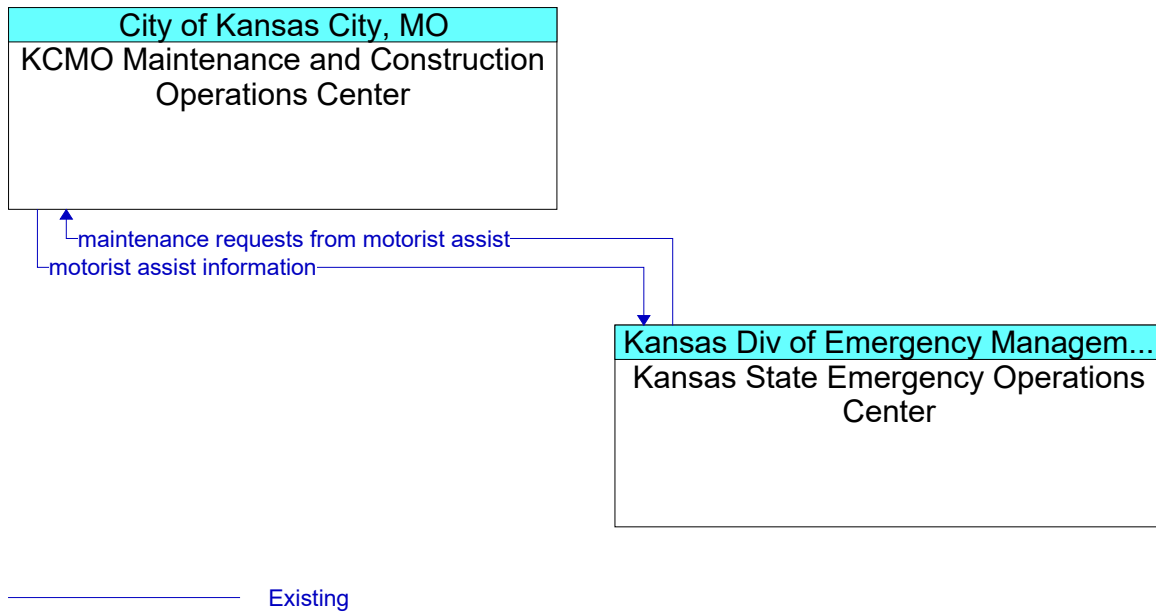 City of Kansas City, MO
KCMO Maintenance and Construction
Operations Center
maintenance requests from motorist assist
motorist assist information
Kansas Div of Emergency Managem...
Kansas State Emergency Operations
Center
Existing